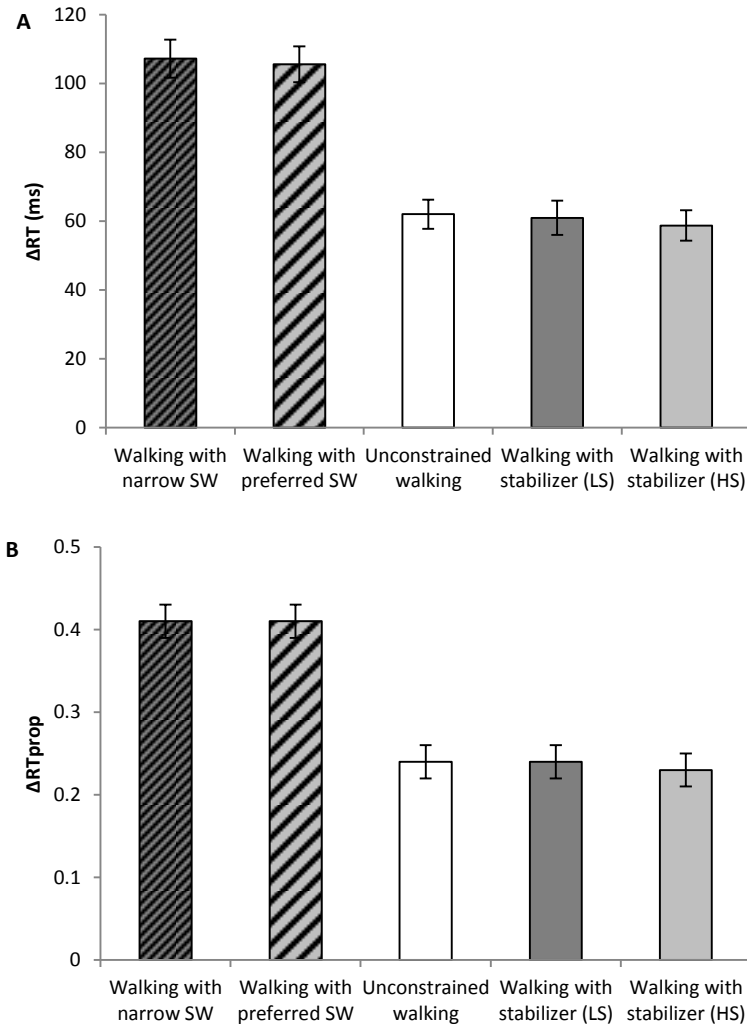 A
120
100
80
60
40
20
0
ΔRT (ms)
Walking with narrow SW
Walking with preferred SW
Unconstrained walking
Walking with stabilizer (LS)
Walking with stabilizer (HS)
B
0.5
0.4
0.3
0.2
0.1
0
ΔRTprop
Walking with narrow SW
Walking with preferred SW
Unconstrained walking
Walking with stabilizer (LS)
Walking with stabilizer (HS)